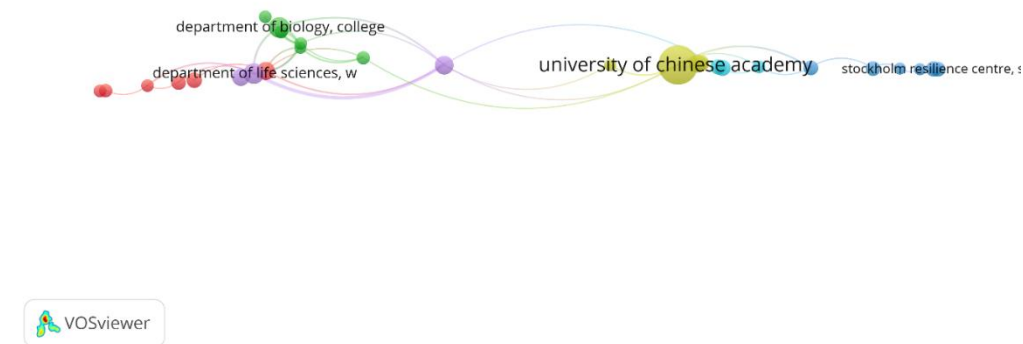 department of biology, college
university of chinese academy
department of life sciences, w
stockholm resilience centre, s
VOSviewer